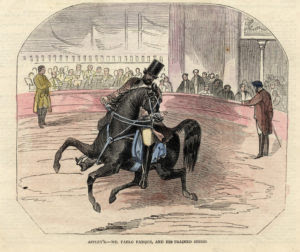 ASTLEY'S.—MR. PABLO FANQUE, AND HIS TRAINED STEED